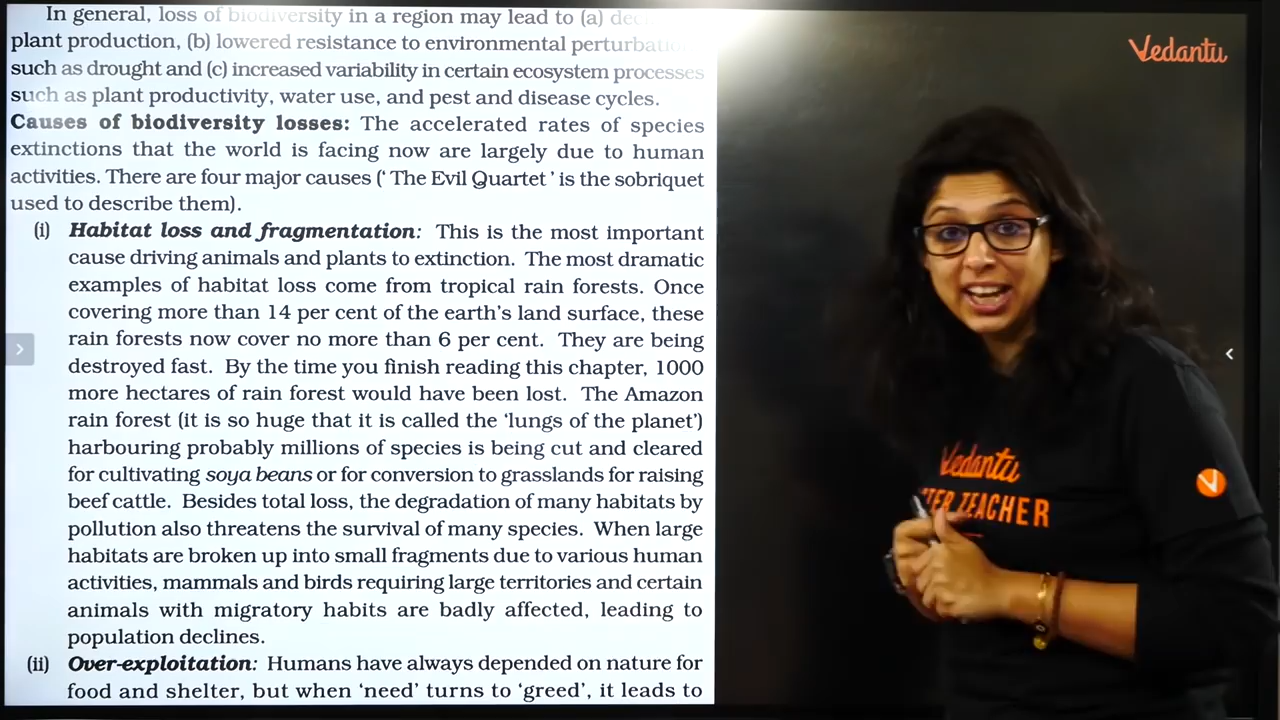 In general, loss of biodiversity in a region may lead to (a)
plant production, (b) lowered resistance to environmental
such as drought and (c) increased variability in certain ecosystem processes
such as plant productivity, water use, and pest and disease cycles.
Causes of biodiversity losses: The accelerated rates of species
extinctions that the world is facing now are largely due to human
activities. There are four major causes (‘ The Evil Quartet ’ is the sobriquet
used to describe them).
(i) Habitat loss and fragmentation: This is the most important
cause driving animals and plants to extinction. The most dramatic
examples of habitat loss come from tropical rain forests. Once
covering more than 14 per cent of the earth’s land surface, these
rain forests now cover no more than 6 per cent. They are being
destroyed fast. By the time you finish reading this chapter, 1000
more hectares of rain forest would have been lost. The Amazon
rain forest (it is so huge that it is called the ‘lungs of the planet’)
harbouring probably millions of species is being cut and cleared
for cultivating soya beans or for conversion to grasslands for raising
beef cattle. Besides total loss, the degradation of many habitats by
pollution also threatens the survival of many species. When large
habitats are broken up into small fragments due to various human
activities, mammals and birds requiring large territories and certain
animals with migratory habits are badly affected, leading to
population declines.
(ii) Over-exploitation: Humans have always depended on nature for
food and shelter, but when ‘need’ turns to ‘greed’, it leads to
Vedantu
Vedantu
TEACHER
V